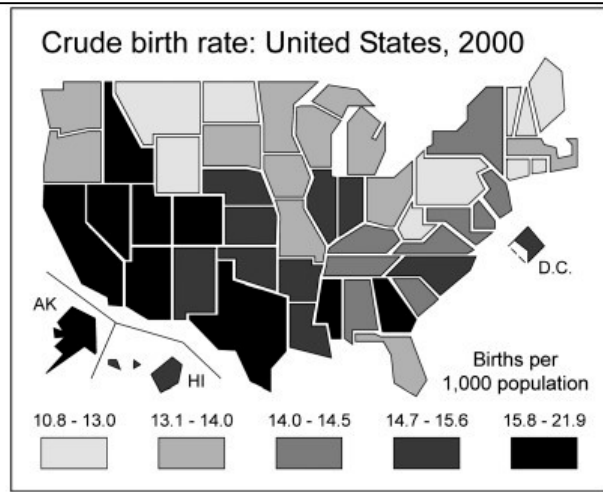 Crude birth rate: United States, 2000
D.C.
AK
HI
Births per
1,000 population
10.8 - 13.0
13.1 - 14.0
14.0 - 14.5
14.7 - 15.6
15.8 - 21.9